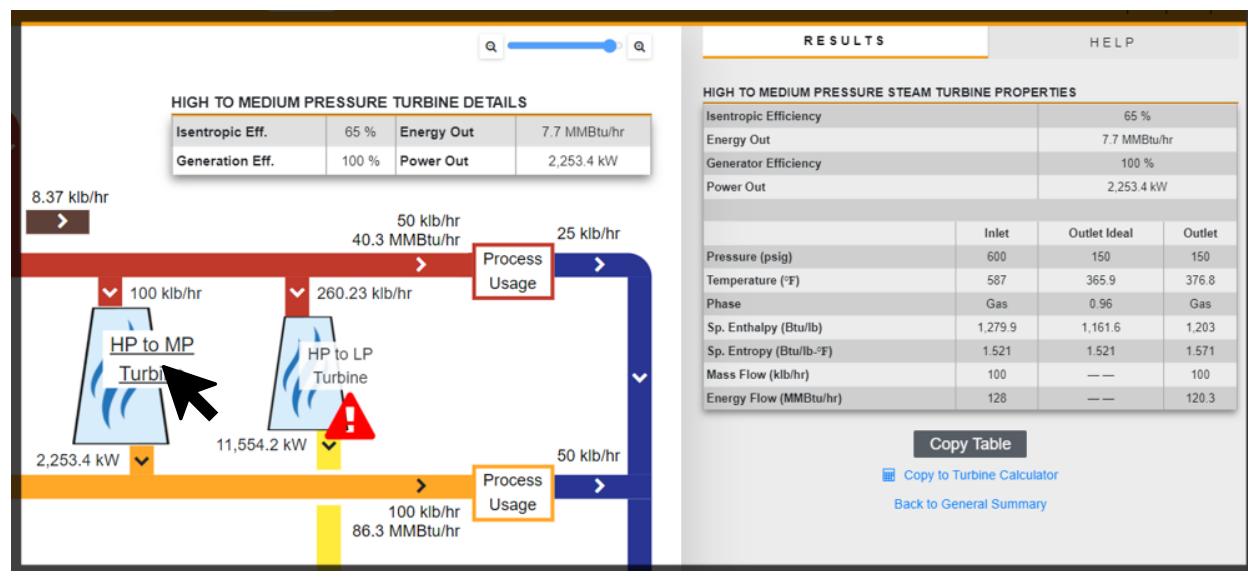 HIGH TO MEDIUM PRESSURE TURBINE DETAILS
Isentropic Eff. 65 % Energy Out 7.7 MMBtu/hr
Generation Eff. 100 % Power Out 2,253.4 kW
8.37 klb/hr
50 klb/hr
40.3 MMBtu/hr
25 klb/hr
Process
Usage
100 klb/hr
260.23 klb/hr
HP to MP
Turbine
HP to LP
Turbine
2,253.4 kW
11,554.2 kW
50 klb/hr
Process
Usage
100 klb/hr
86.3 MMBtu/hr
RESULTS HELP
HIGH TO MEDIUM PRESSURE STEAM TURBINE PROPERTIES
Isentropic Efficiency 65 %
Energy Out 7.7 MMBtu/hr
Generator Efficiency 100 %
Power Out 2,253.4 kW
Inlet Outlet Ideal Outlet
Pressure (psig) 600 150 150
Temperature (°F) 587 365.9 376.8
Phase Gas 0.96 Gas
Sp. Enthalpy (Btu/lb) 1,279.9 1,161.6 1,203
Sp. Entropy (Btu/lb-°F) 1.521 1.521 1.571
Mass Flow (klb/hr) 100 — — 100
Energy Flow (MMBtu/hr) 128 — — 120.3
Copy Table
Copy to Turbine Calculator
Back to General Summary